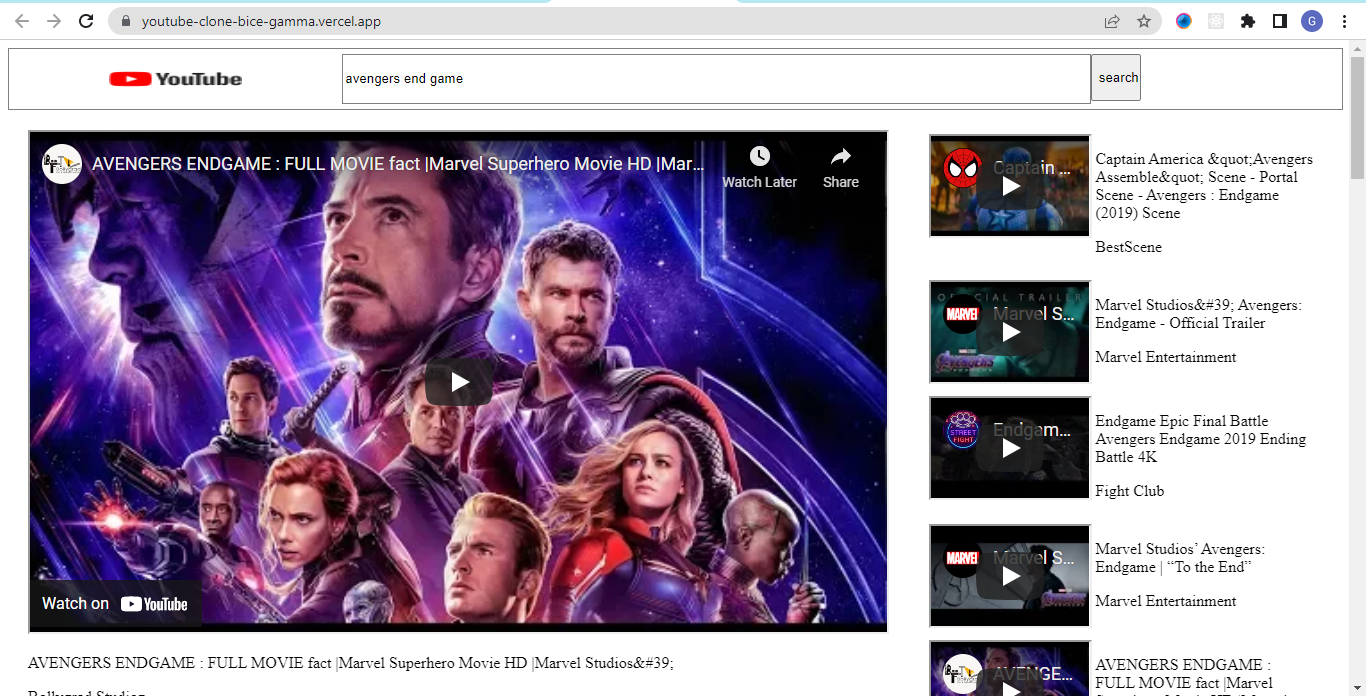 youtube-clone-bice-gamma.vercel.app
G
YouTube
avengers end game
search
AVENGERS ENDGAME : FULL MOVIE fact |Marvel Superhero Movie HD |Mar...
Watch Later
Share
Watch on
YouTube
AVENGERS ENDGAME : FULL MOVIE fact |Marvel Superhero Movie HD |Marvel Studios&#39;
Captain ...
Captain America &quot;Avengers
Assemble&quot; Scene - Portal
Scene - Avengers : Endgame
(2019) Scene
BestScene
OFFICIAL TRAILER
MARVEL
Marvel S...
Marvel Studios&#39; Avengers:
Endgame - Official Trailer
Marvel Entertainment
STREET
FIGHT
Endgam...
Endgame Epic Final Battle
Avengers Endgame 2019 Ending
Battle 4K
Fight Club
MARVEL
Marvel S...
Marvel Studios’ Avengers:
Endgame | “To the End”
Marvel Entertainment
AVENGE...
AVENGERS ENDGAME :
FULL MOVIE fact |Marvel